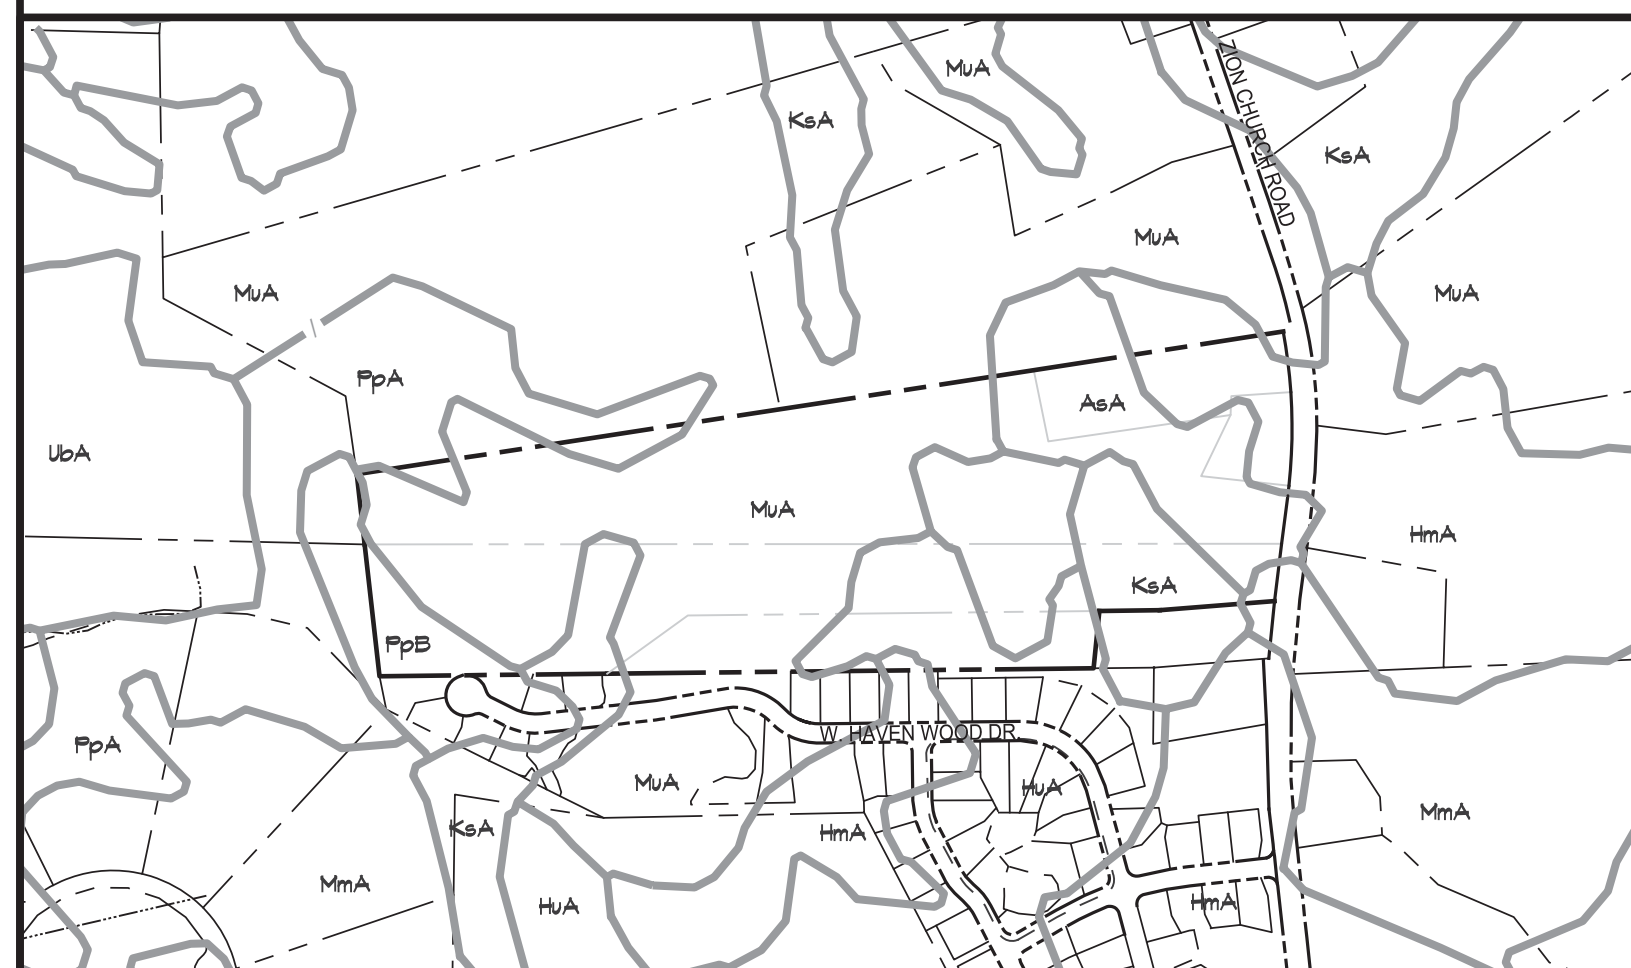 MuA
KsA
ZION CHURCH ROAD
KsA
MuA
MuA
MuA
PpA
AsA
UbA
MuA
HmA
KsA
PpB
PpA
W. HAVEN WOOD DR.
MuA
HuA
MmA
KsA
HmA
MmA
HuA
HmA